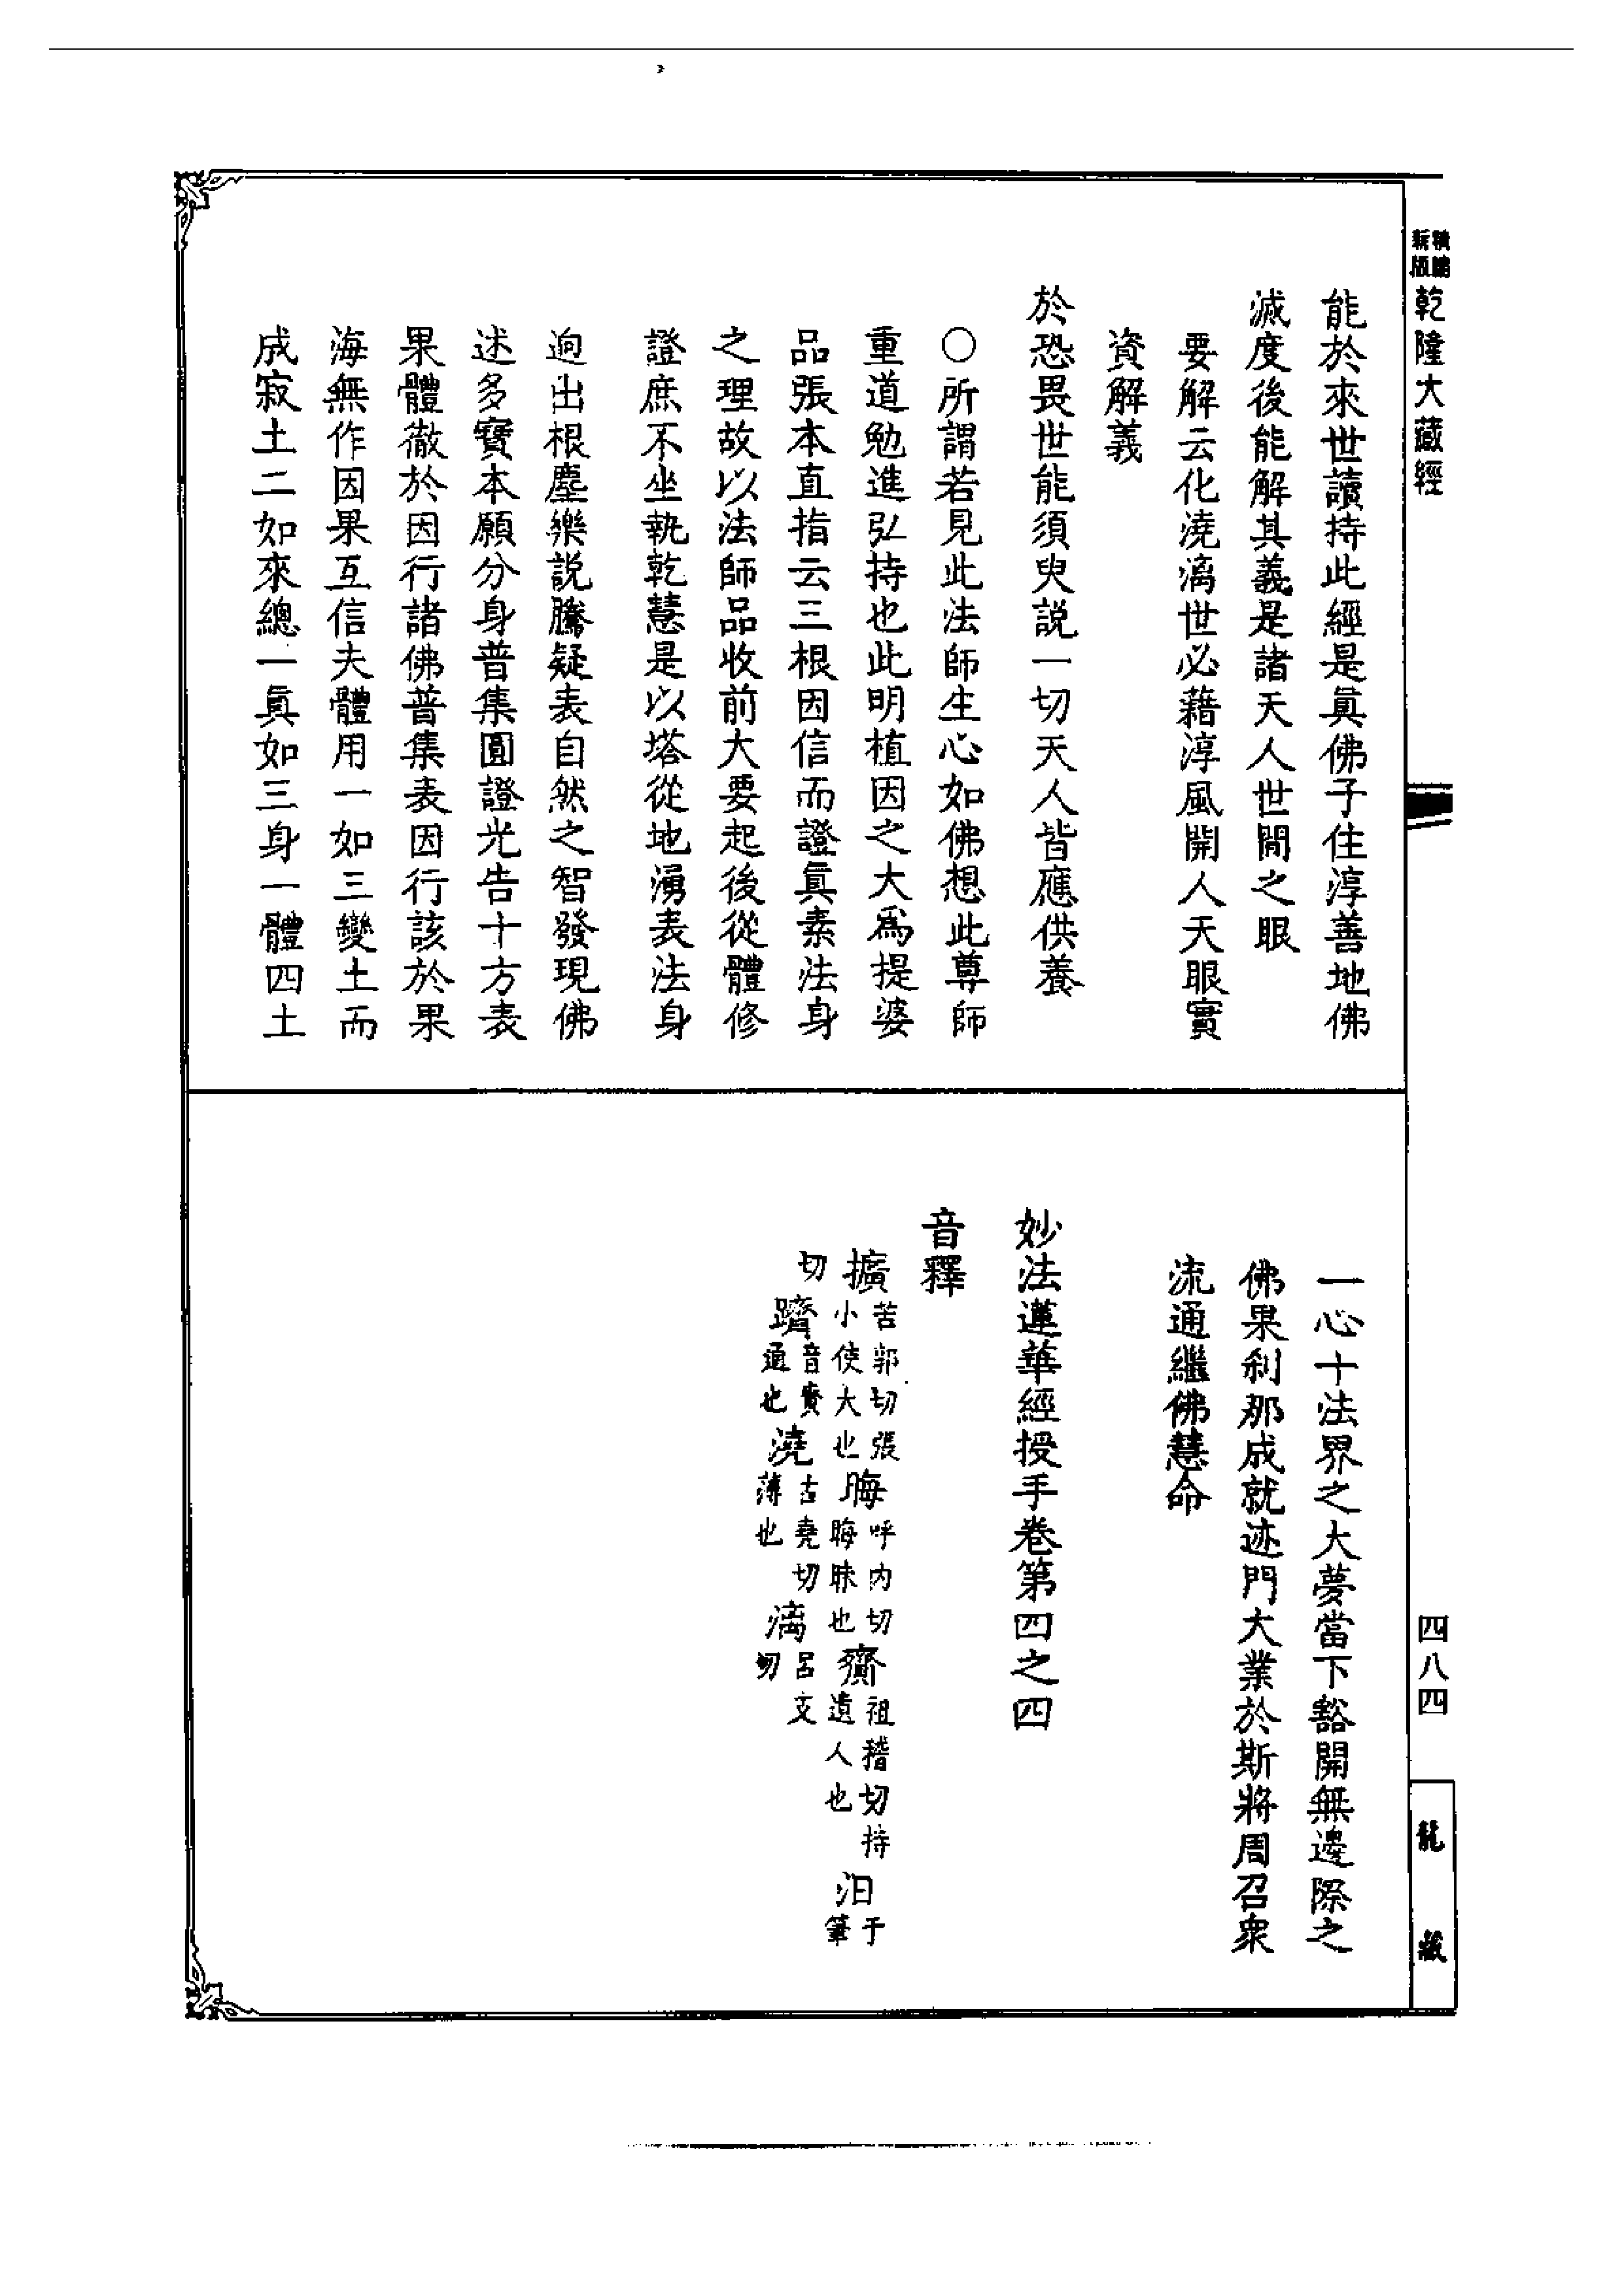 精編
新版
乾隆大藏經
能於來世讀持此經是真佛子住淳善地佛
滅度後能解其義是諸天人世間之眼
要解云化澆漓世必藉淳風開人天眼實
資解義
於恐畏世能須臾説一切天人皆應供養
○所謂若見此法師生心如佛想此尊師
重道勉進弘持也此明植因之大為提婆
品張本直指云三根因信而證真素法身
之理故以法師品收前大要起後從體修
證庶不坐執乾慧是以塔從地湧表法身
逈出根塵樂説騰疑表自然之智發現佛
述多寶本願分身普集圓證光告十方表
果體徹於因行諸佛普集表因行該於果
海無作因果互信夫體用一如三變土而
成寂土二如來總一真如三身一體四土
一心十法界之大夢當下豁開無邊際之
佛果剎那成就迹門大業於斯將周召衆
流通繼佛慧命
妙法蓮華經授手卷第四之四
音釋
擴苦郭切張小使大也晦呼內切晦昧也齎祖稽切持遺人也汩于筆
切躋音賫通也澆古堯切薄也漓呂支切
四八四
龍藏